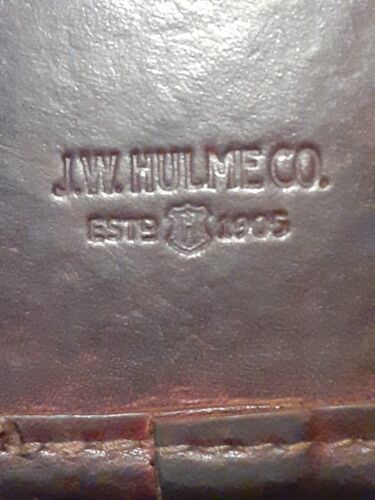 J.W. HULME CO.
ESTD H 1905